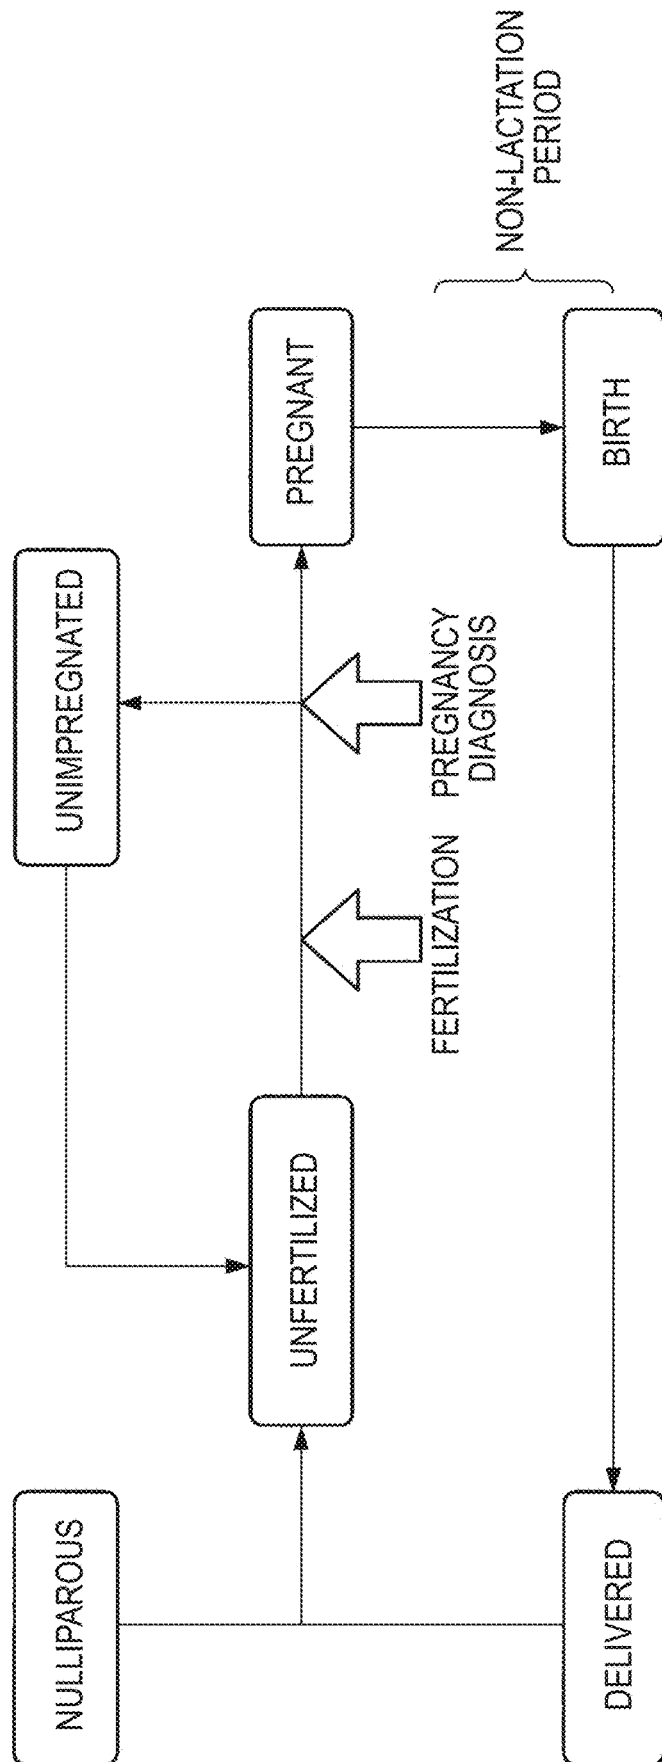 NULLIPAROUS
UNIMPREGNATED
UNFERTILIZED
PREGNANT
FERTILIZATION
PREGNANCY
DIAGNOSIS
NON-LACTATION
PERIOD
DELIVERED
BIRTH